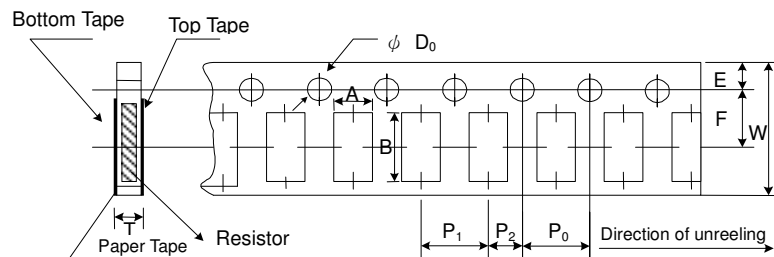 Bottom Tape
Top Tape
ϕ D₀
A
B
E
F
W
T
Paper Tape
Resistor
P₁
P₂
P₀
Direction of unreeling